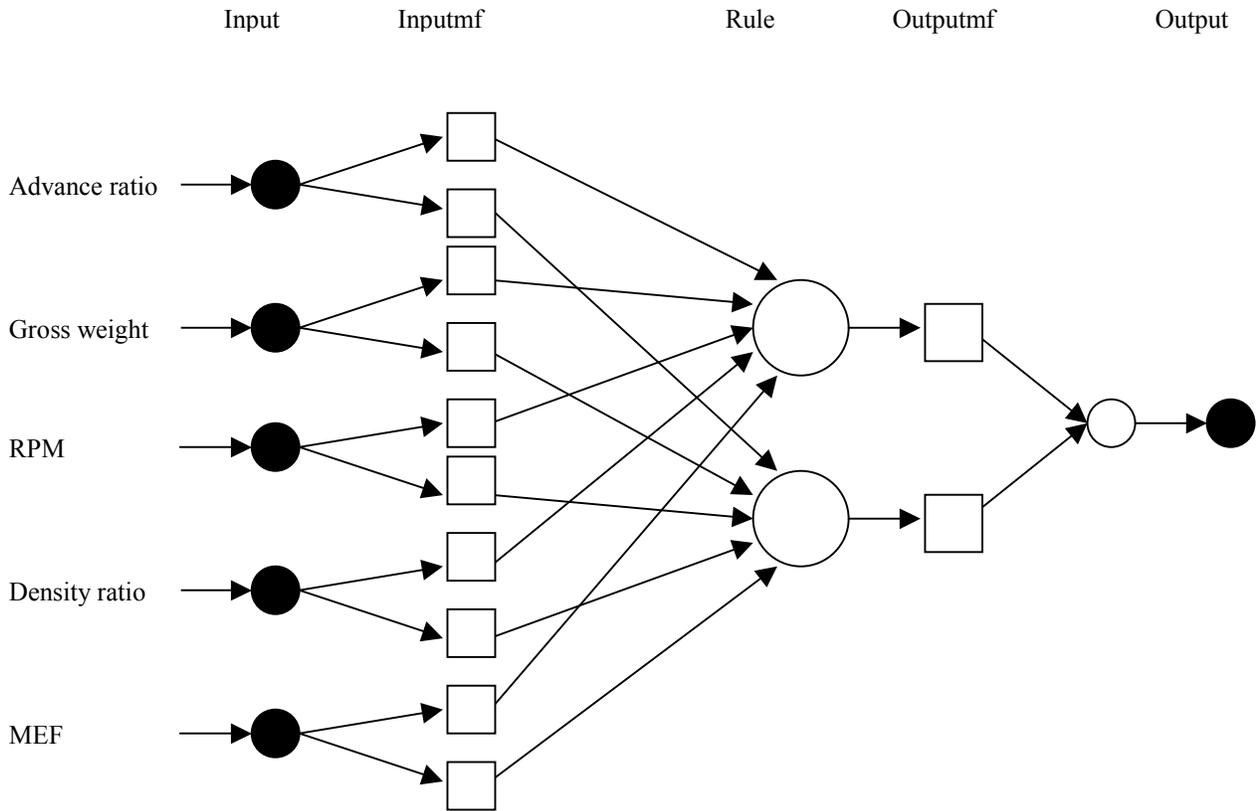 Input Inputmf Rule Outputmf Output
Advance ratio
Gross weight
RPM
Density ratio
MEF